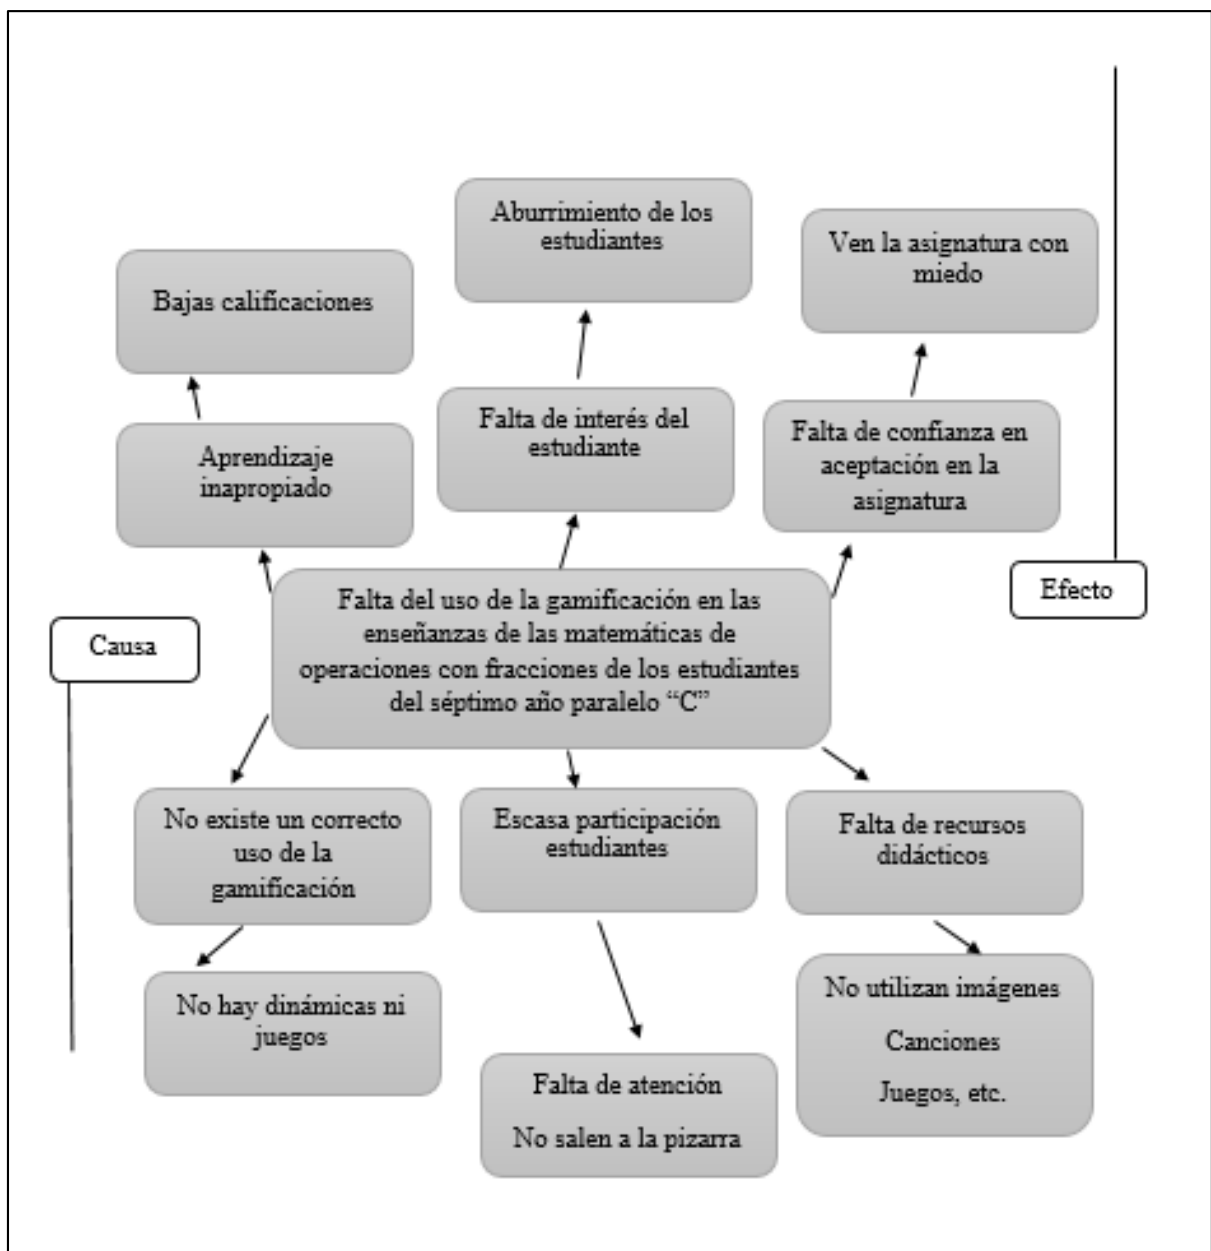 Aburrimiento de los
estudiantes
Ven la asignatura con
miedo
Bajas calificaciones
Falta de interés del
estudiante
Falta de confianza en
aceptación en la
asignatura
Aprendizaje
inapropiado
Efecto
Falta del uso de la gamificación en las
enseñanzas de las matemáticas de
operaciones con fracciones de los estudiantes
del séptimo año paralelo “C”
Causa
No existe un correcto
uso de la
gamificación
Escasa participación
estudiantes
Falta de recursos
didácticos
No hay dinámicas ni
juegos
No utilizan imágenes
Canciones
Juegos, etc.
Falta de atención
No salen a la pizarra